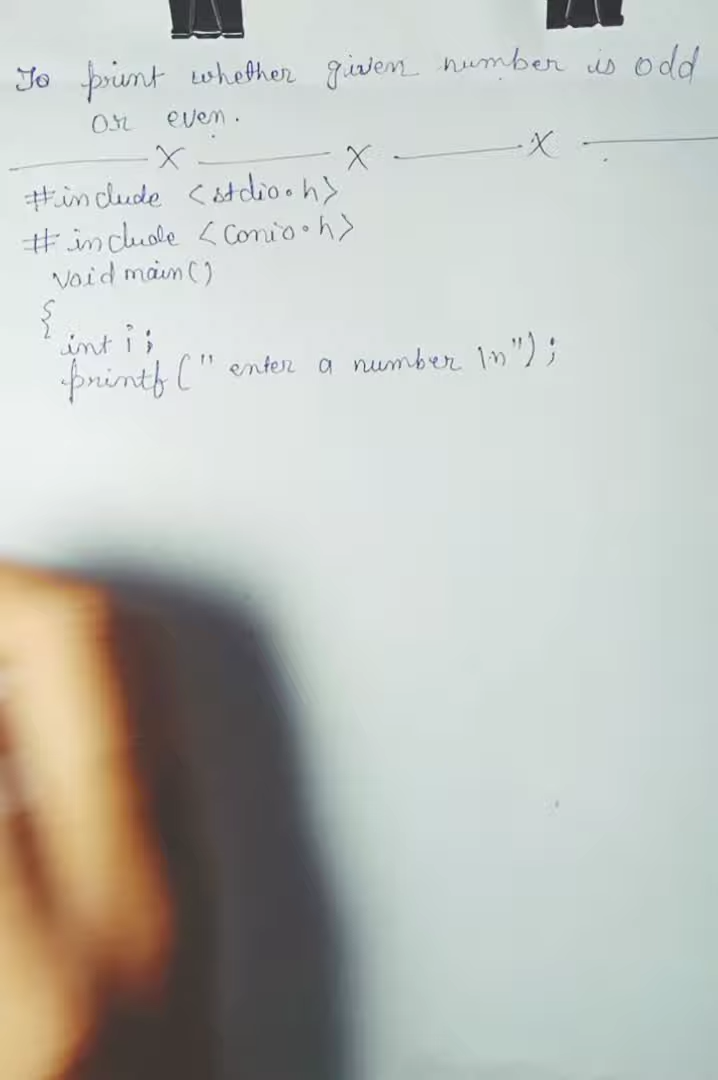 To print whether given number is odd
or even.
#include <stdio.h>
#include <conio.h>
void main()
{
int i;
printf (" enter a number \n");